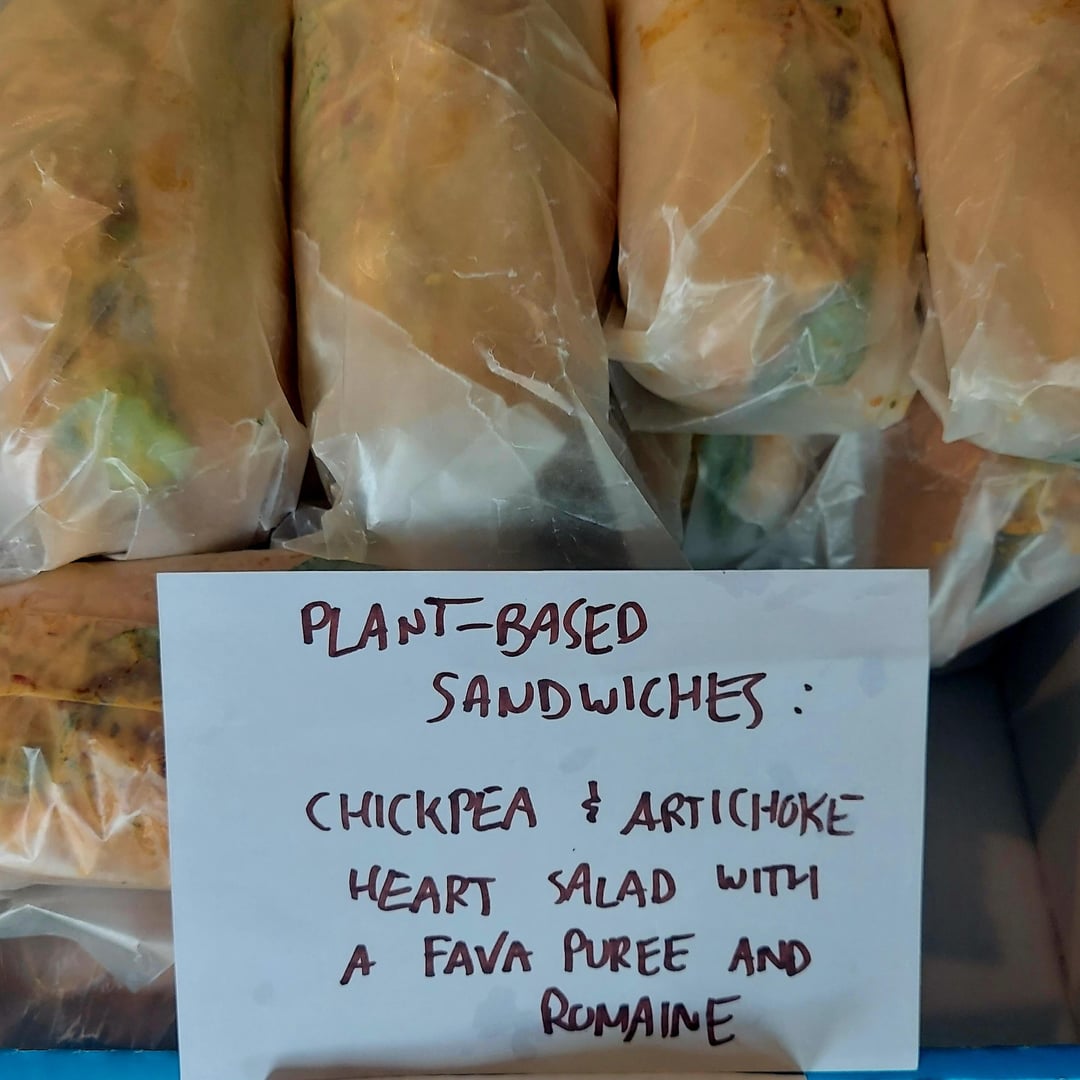 PLANT-BASED
SANDWICHES:
CHICKPEA & ARTICHOKE
HEART SALAD WITH
A FAVA PUREE AND
ROMAINE